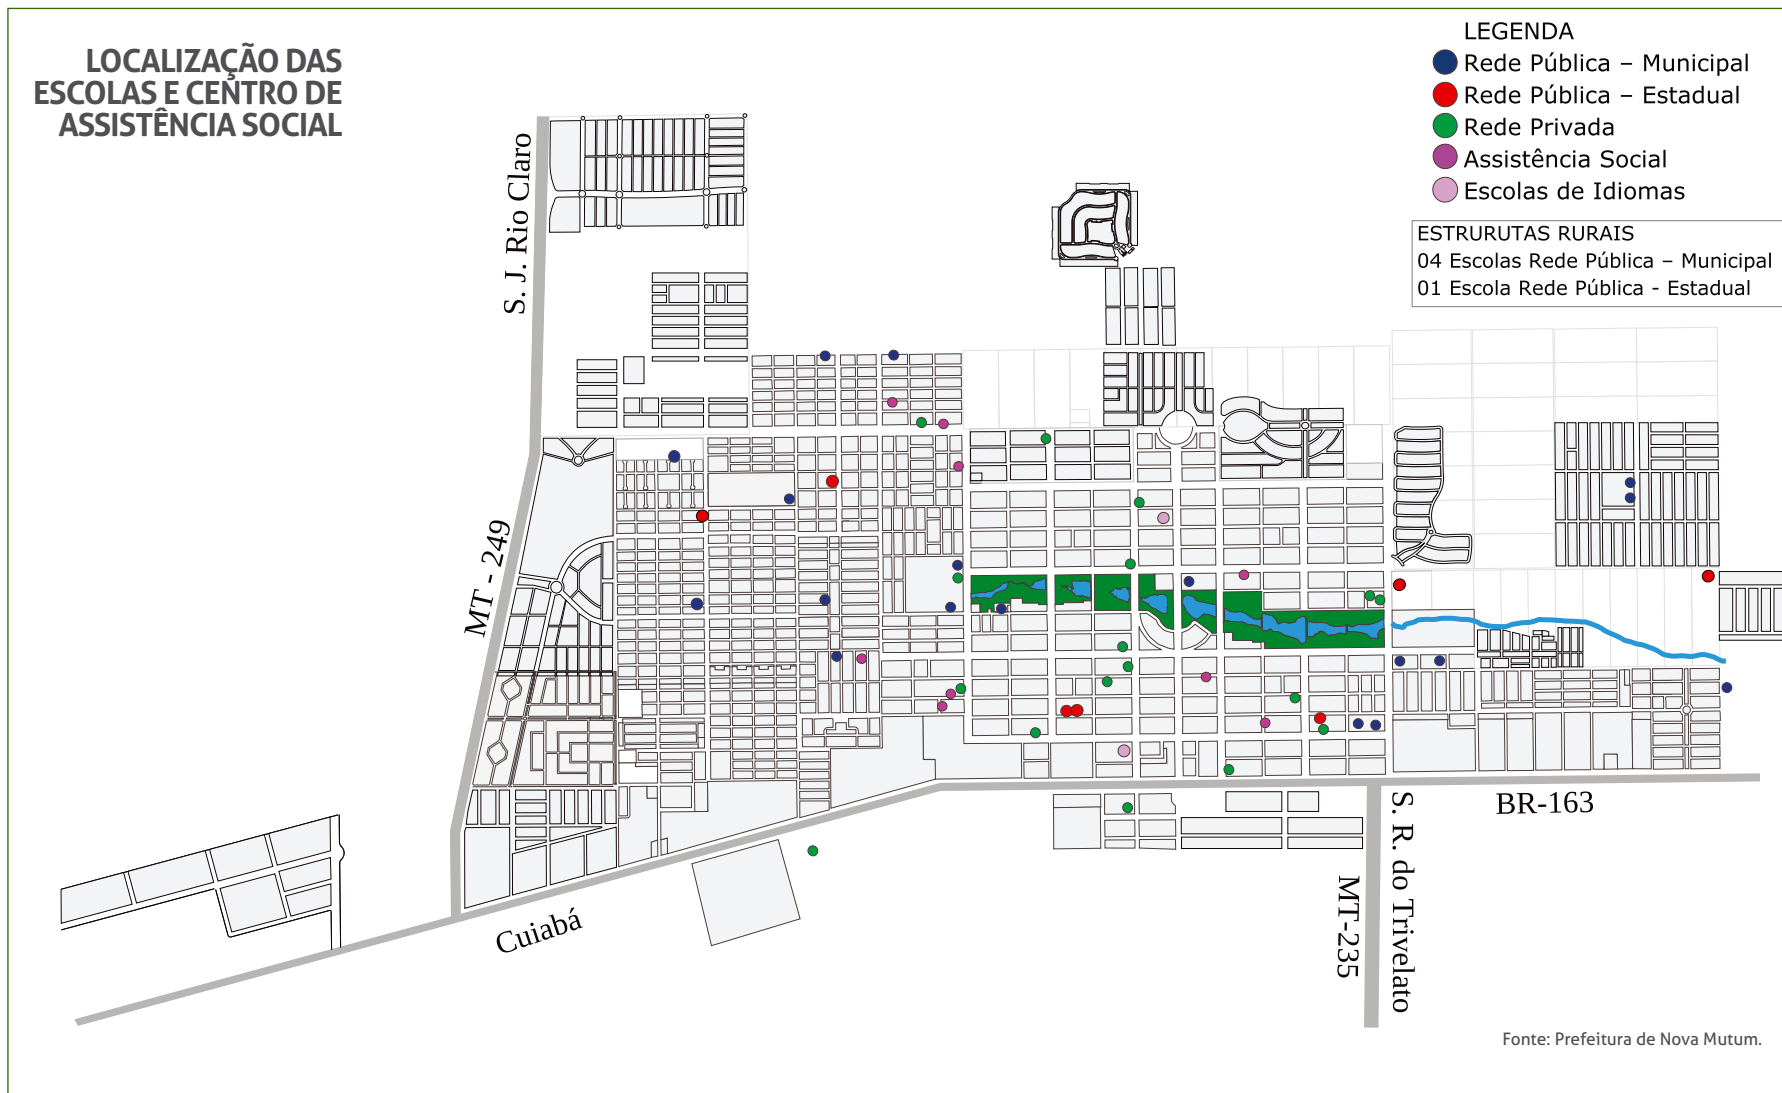 LOCALIZAÇÃO DAS
ESCOLAS E CENTRO DE
ASSISTÊNCIA SOCIAL
LEGENDA
Rede Pública – Municipal
Rede Pública – Estadual
Rede Privada
Assistência Social
Escolas de Idiomas
ESTRURUTAS RURAIS
04 Escolas Rede Pública – Municipal
01 Escola Rede Pública - Estadual
S. J. Rio Claro
MT - 249
Cuiabá
BR-163
MT-235
S. R. do Trivelato
Fonte: Prefeitura de Nova Mutum.